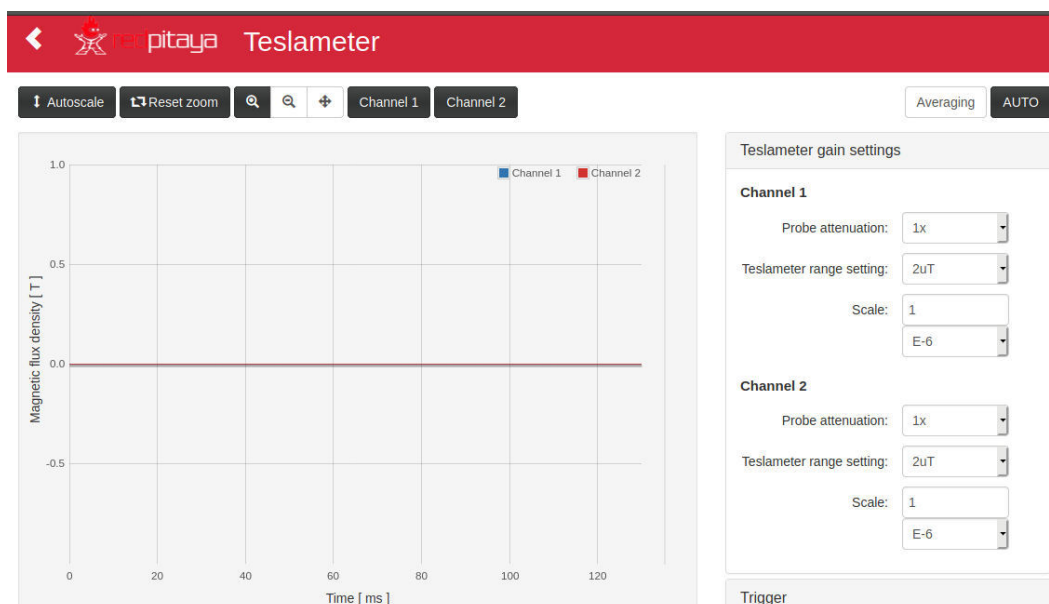 redpitaya Teslameter
Autoscale Reset zoom Channel 1 Channel 2 Averaging AUTO
Teslameter gain settings
1.0
Channel 1 Channel 2
Channel 1
Probe attenuation: 1x
0.5
Teslameter range setting: 2uT
Magnetic flux density [ T ]
Scale: 1
E-6
0.0
Channel 2
Probe attenuation: 1x
-0.5
Teslameter range setting: 2uT
Scale: 1
E-6
0 20 40 60 80 100 120
Time [ ms ]
Trigger